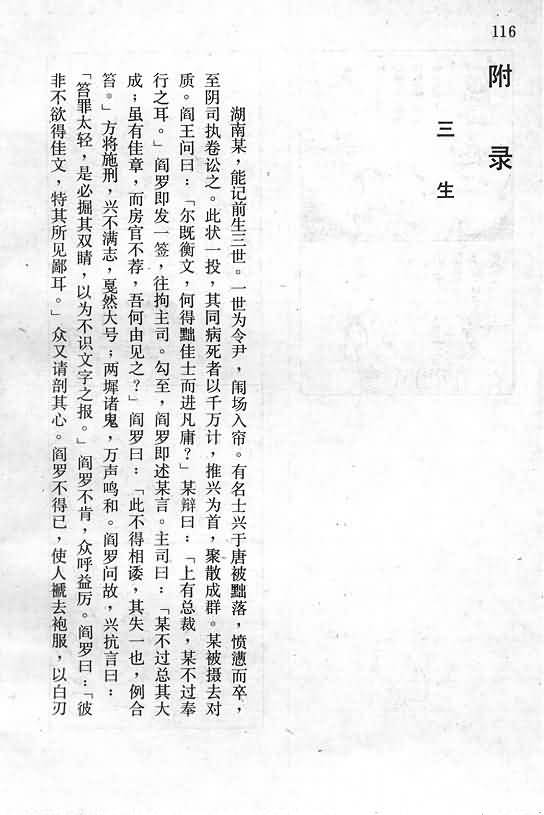 116
附录
三生
湖南某，能记前生三世。一世为令尹，闱场入帘。有名士兴于唐被黜落，愤懑而卒，
至阴司执卷讼之。此状一投，其同病死者以千万计，推兴为首，聚散成群。某被摄去对
质。阎王问曰：「尔既衡文，何得黜佳士而进凡庸？」某辩曰：「上有总裁，某不过奉
行之耳。」阎罗即发一签，往拘主司。勾至，阎罗即述某言。主司曰：「某不过总其大
成；虽有佳章，而房官不荐，吾何由见之？」阎罗曰：「此不得相诿，其失一也，例合
笞。」方将施刑，兴不满志，戛然大号；两墀诸鬼，万声鸣和。阎罗问故，兴抗言曰：
「笞罪太轻，是必掘其双睛，以为不识文字之报。」阎罗不肯，众呼益厉。阎罗曰：「彼
非不欲得佳文，特其所见鄙耳。」众又请剖其心。阎罗不得已，使人褫去袍服，以白刃